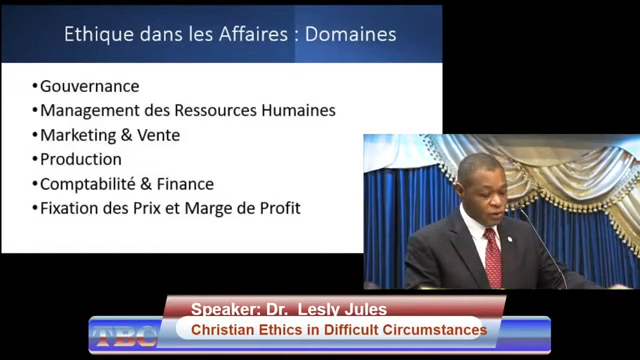 Ethique dans les Affaires : Domaines
•Gouvernance
•Management des Ressources Humaines
•Marketing & Vente
•Production
•Comptabilité & Finance
•Fixation des Prix et Marge de Profit
Speaker: Dr. Lesly Jules
TBC
Christian Ethics in Difficult Circumstances